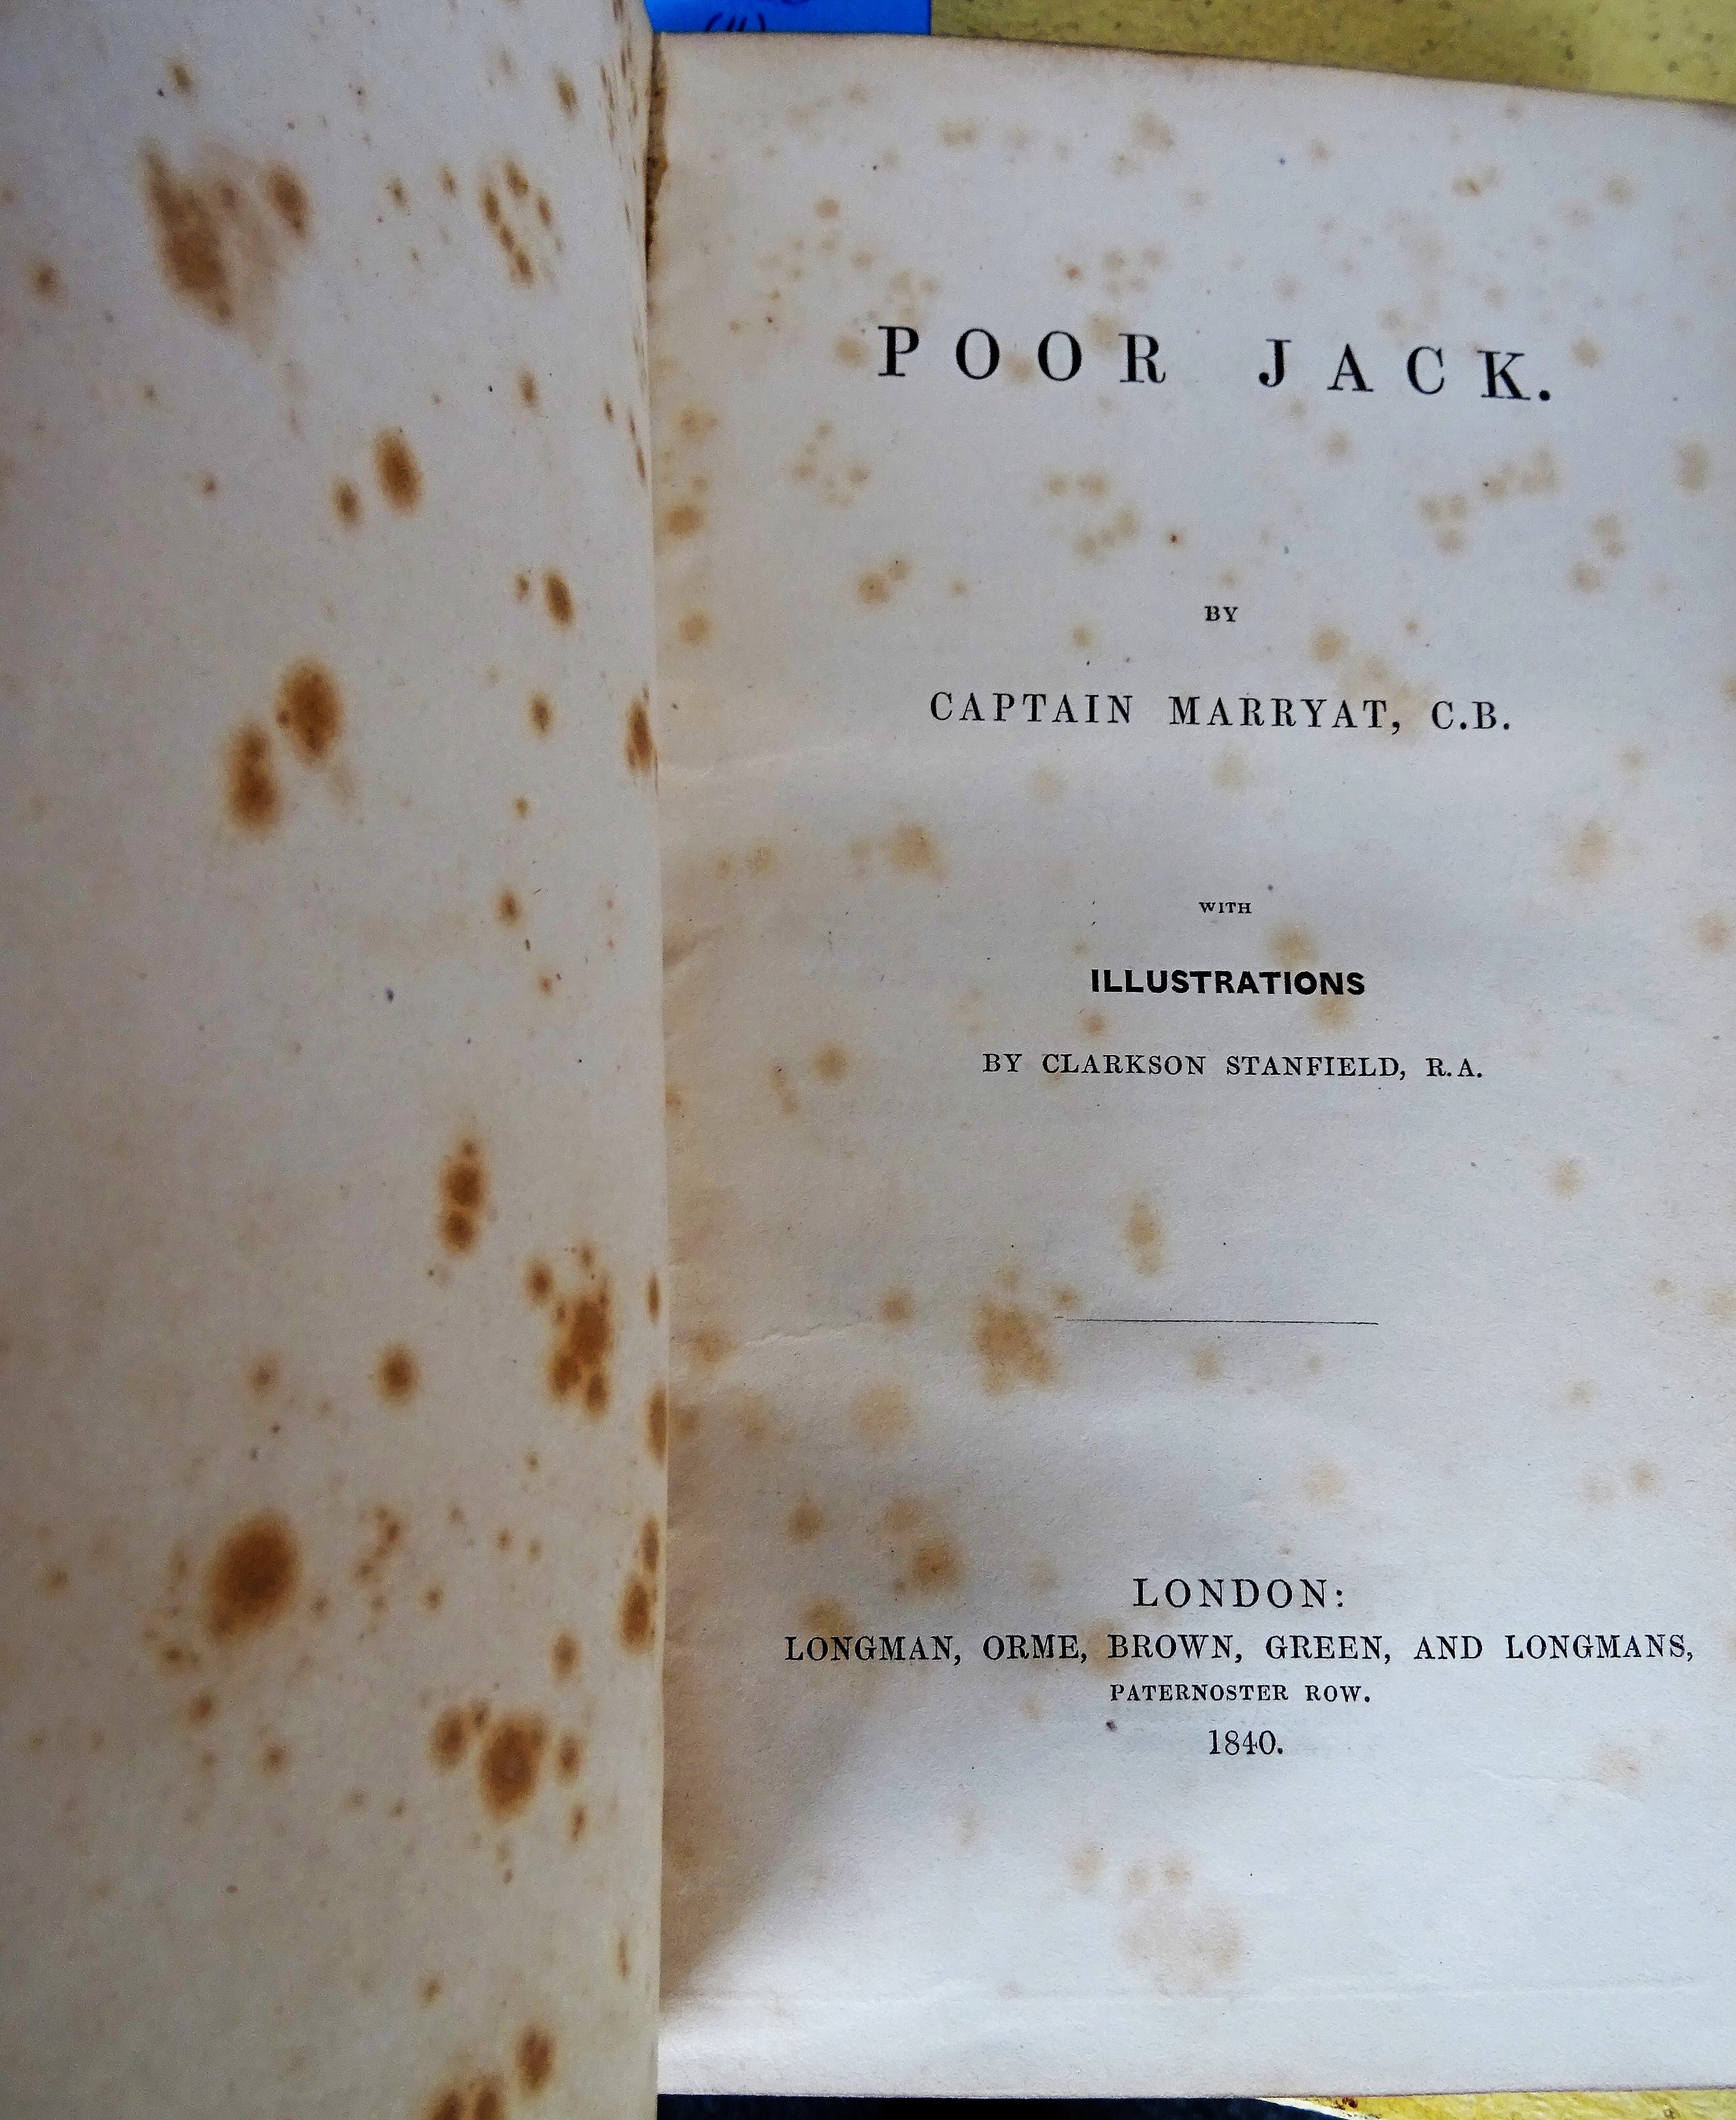 (11)
POOR JACK.
BY
CAPTAIN MARRYAT, C.B.
WITH
ILLUSTRATIONS
BY CLARKSON STANFIELD, R.A.
LONDON:
LONGMAN, ORME, BROWN, GREEN, AND LONGMANS,
PATERNOSTER ROW.
1840.